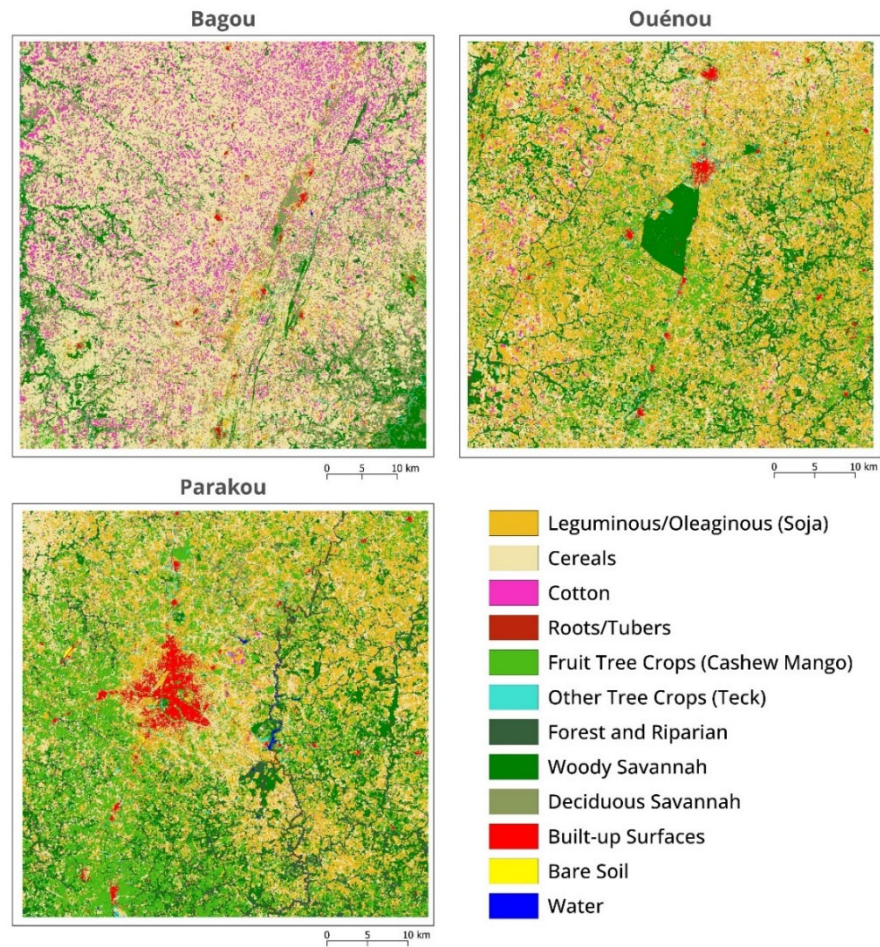 Bagou
Ouénou
0 5 10 km
0 5 10 km
Parakou
Leguminous/Oleaginous (Soja)
Cereals
Cotton
Roots/Tubers
Fruit Tree Crops (Cashew Mango)
Other Tree Crops (Teck)
Forest and Riparian
Woody Savannah
Deciduous Savannah
Built-up Surfaces
Bare Soil
Water
0 5 10 km